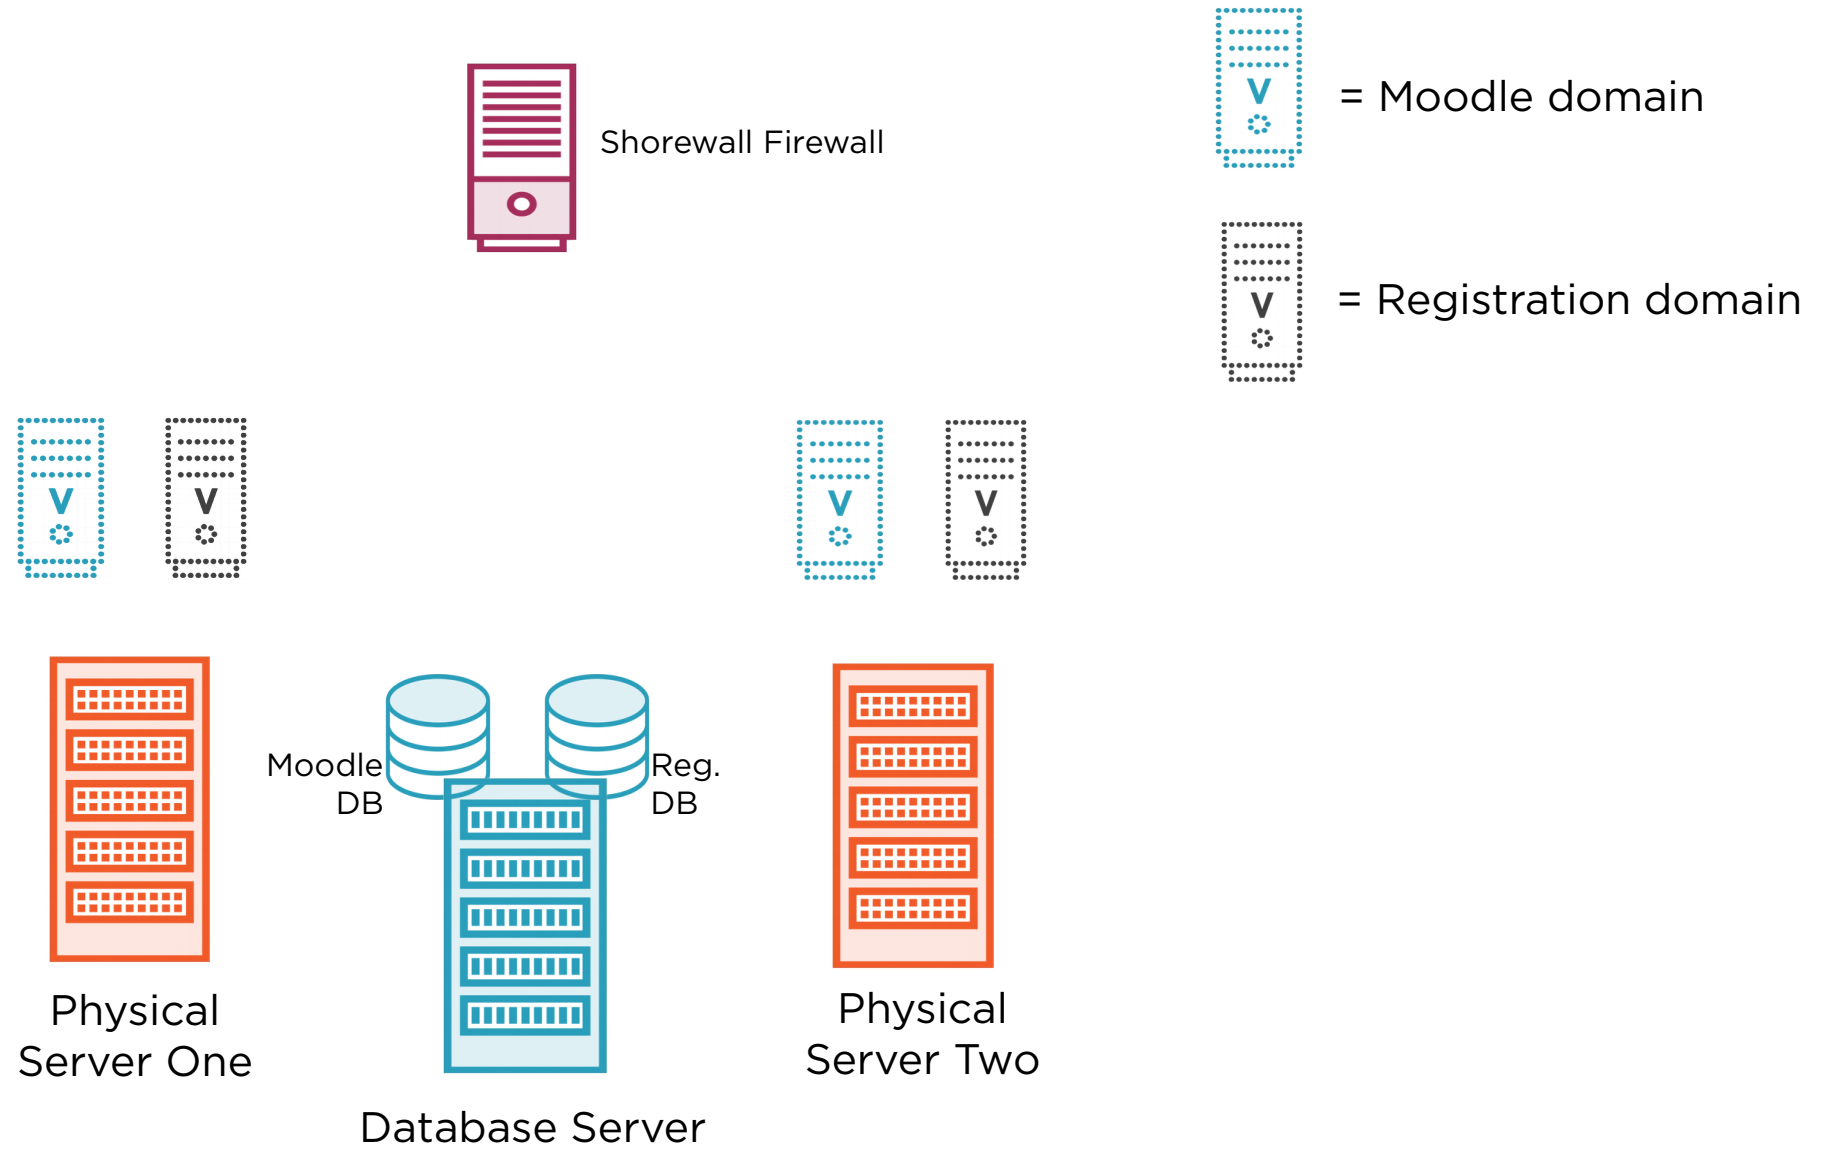 Shorewall Firewall
V
= Moodle domain
V
= Registration domain
V
V
V
V
Moodle
DB
Reg.
DB
Physical
Server One
Physical
Server Two
Database Server